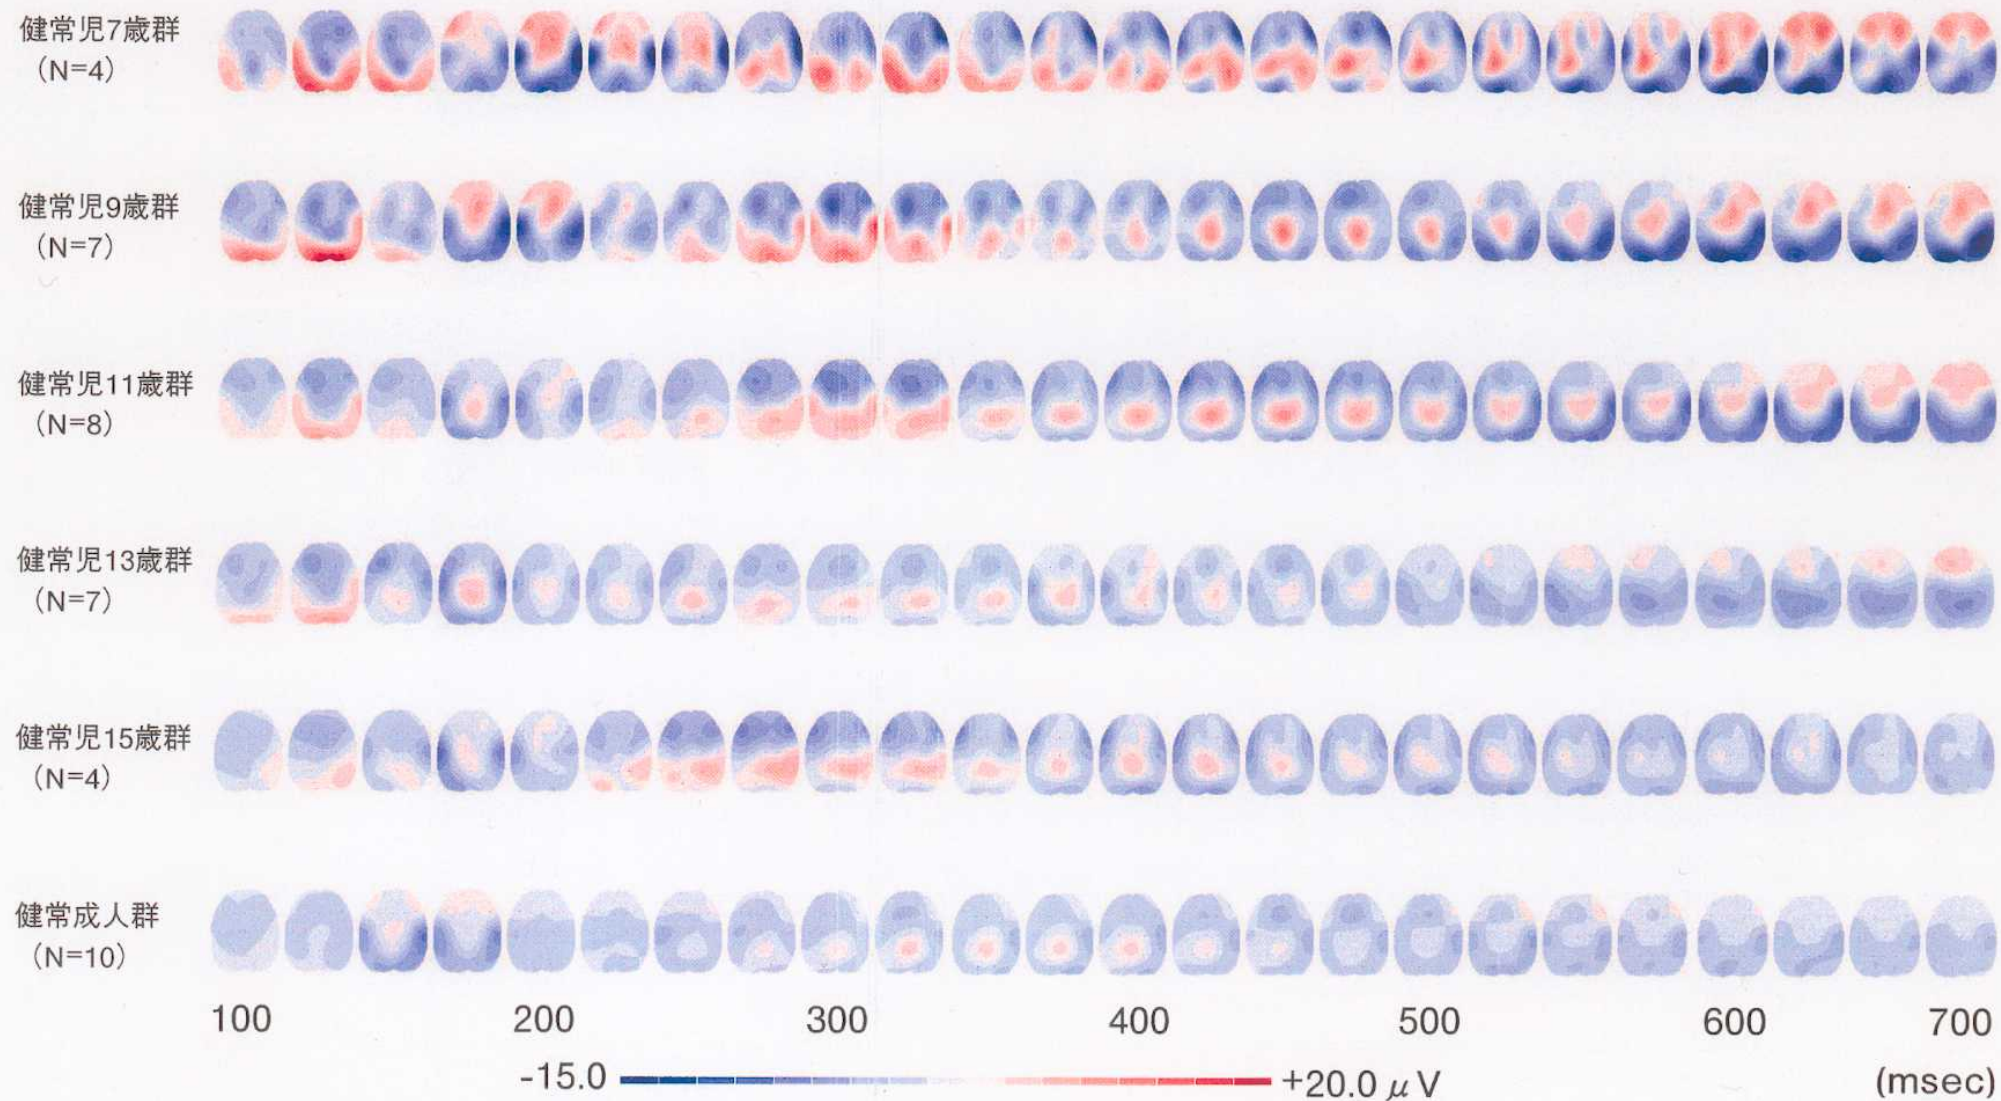 健常児7歳群
（N=4）
健常児9歳群
（N=7）
健常児11歳群
（N=8）
健常児13歳群
（N=7）
健常児15歳群
（N=4）
健常成人群
（N=10）
100 200 300 400 500 600 700
-15.0 +20.0 μV (msec)